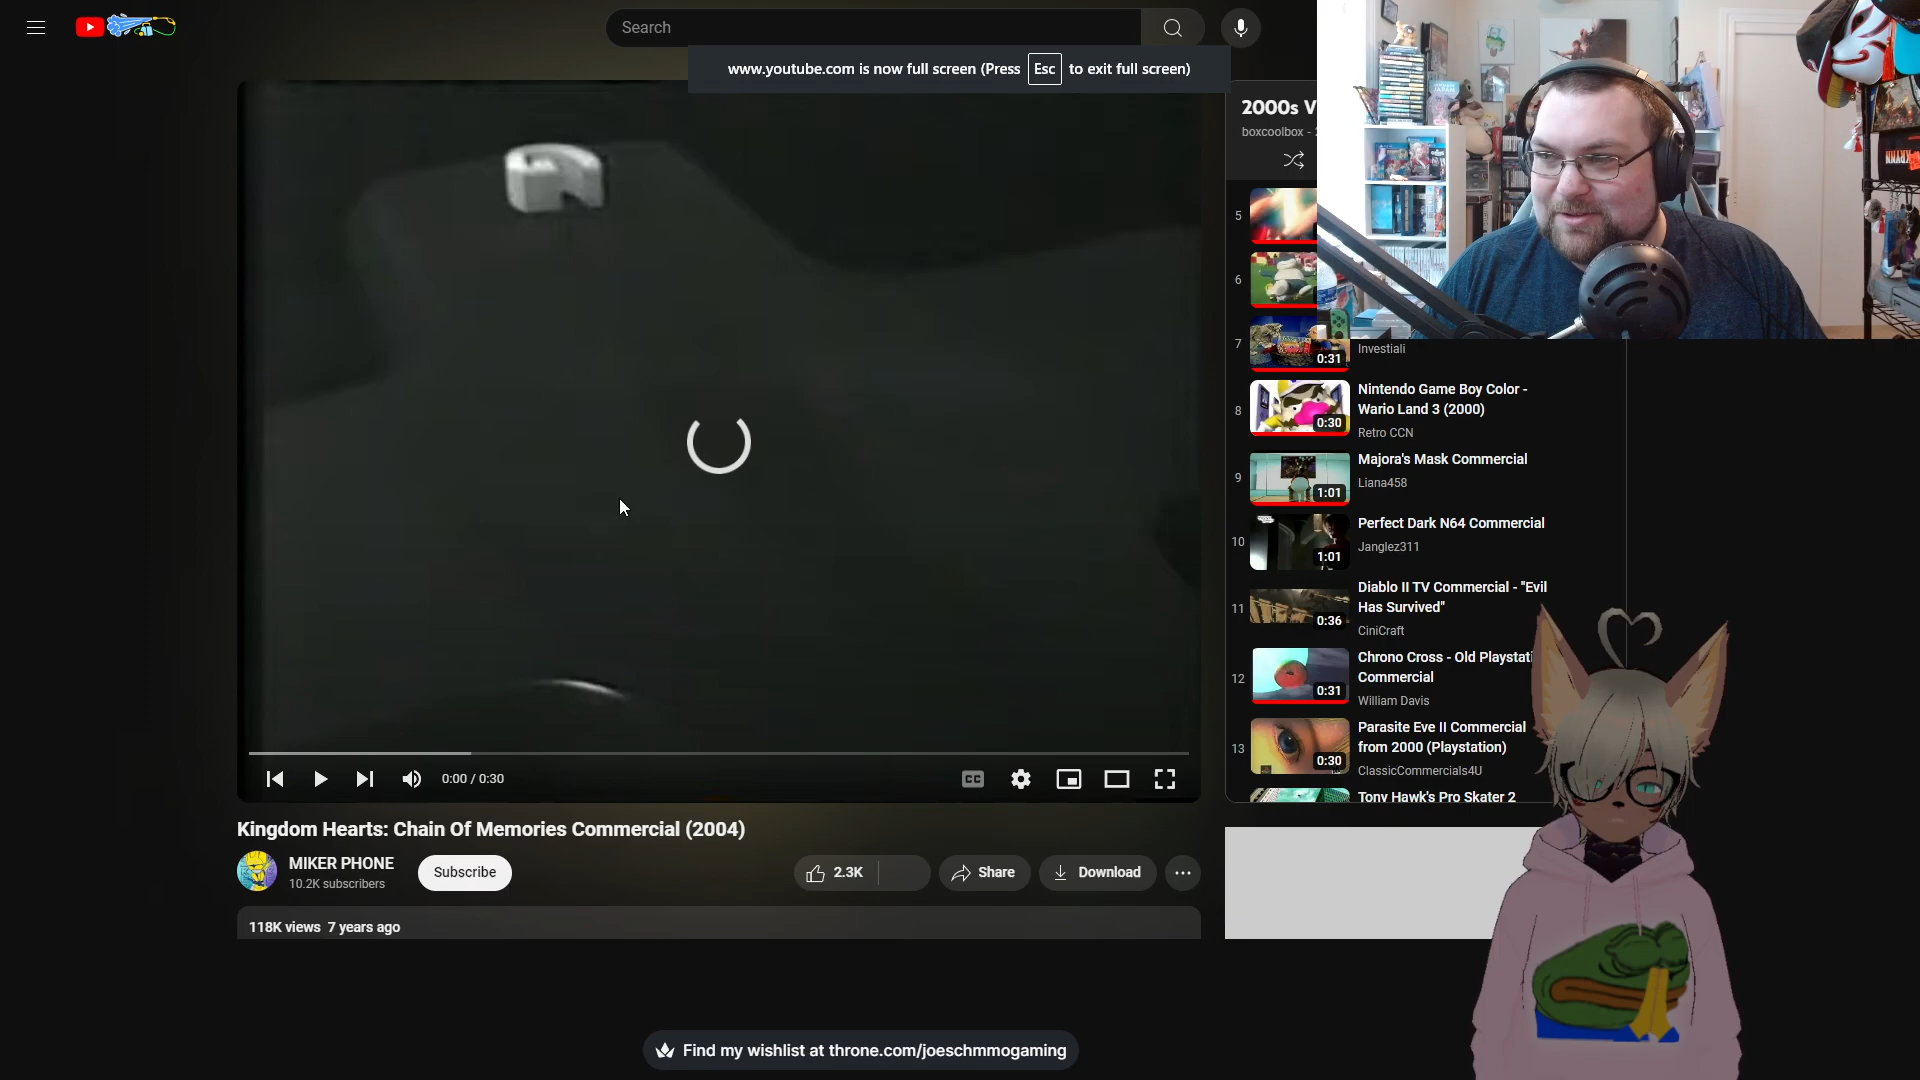 Search
www.youtube.com is now full screen (Press Esc to exit full screen)
2000s V
boxcoolbox -
5
6
7
0:31
Investiali
8
0:30
Nintendo Game Boy Color -
Wario Land 3 (2000)
Retro CCN
9
1:01
Majora's Mask Commercial
Liana458
10
1:01
Perfect Dark N64 Commercial
Janglez311
11
0:36
Diablo II TV Commercial - "Evil
Has Survived"
CiniCraft
12
0:31
Chrono Cross - Old Playstati
Commercial
William Davis
13
0:30
Parasite Eve II Commercial
from 2000 (Playstation)
ClassicCommercials4U
Tony Hawk's Pro Skater 2
0:00 / 0:30
CC
Kingdom Hearts: Chain Of Memories Commercial (2004)
MIKER PHONE
10.2K subscribers
Subscribe
2.3K
Share
Download
118K views 7 years ago
Find my wishlist at throne.com/joeschmmogaming